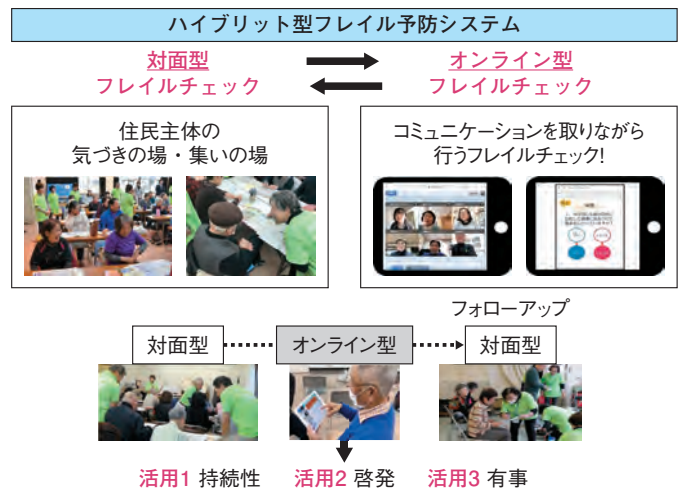 ハイブリット型フレイル予防システム
対面型
フレイルチェック
オンライン型
フレイルチェック
住民主体の
気づきの場・集いの場
コミュニケーションを取りながら
行うフレイルチェック!
フォローアップ
対面型
オンライン型
対面型
活用1 持続性
活用2 啓発
活用3 有事